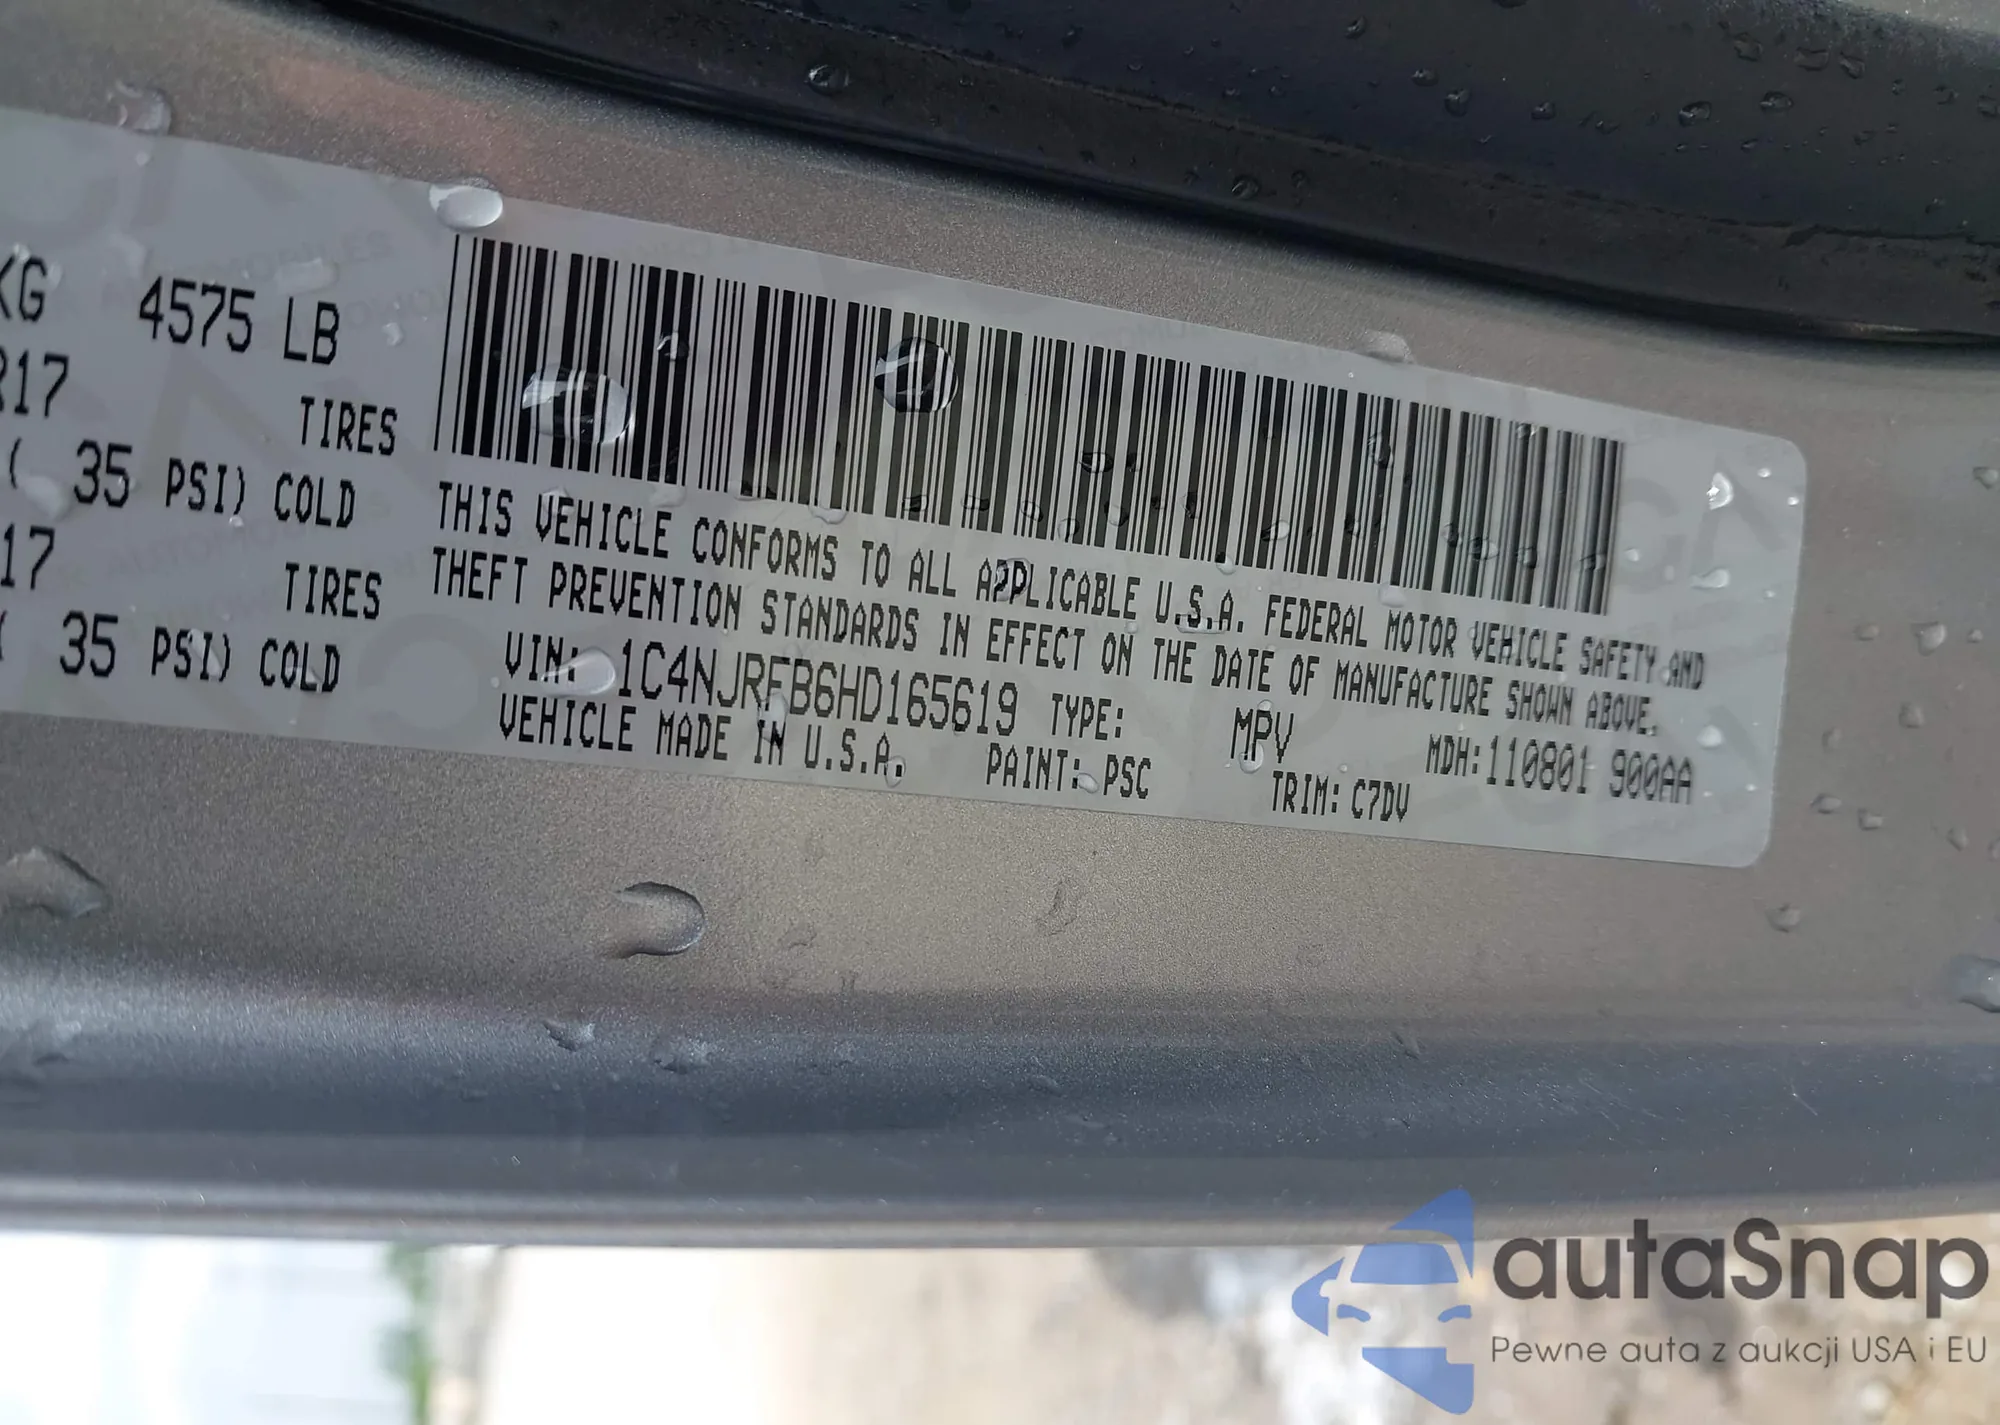 KG 4575 LB
R17 TIRES
( 35 PSI) COLD
17 TIRES
( 35 PSI) COLD
THIS VEHICLE CONFORMS TO ALL APPLICABLE U.S.A. FEDERAL MOTOR VEHICLE SAFETY AND
THEFT PREVENTION STANDARDS IN EFFECT ON THE DATE OF MANUFACTURE SHOWN ABOVE.
VIN: 1C4NJRFB6HD165619 TYPE: MPV MDH:110801 900AA
VEHICLE MADE IN U.S.A. PAINT: PSC TRIM: C7DV
autaSnap
Pewne auta z aukcji USA i EU